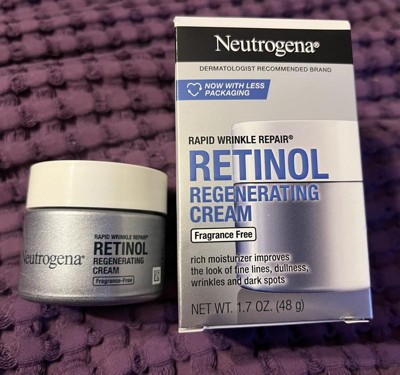 Neutrogena®
DERMATOLOGIST RECOMMENDED BRAND
NOW WITH LESS
PACKAGING
RAPID WRINKLE REPAIR®
RETINOL
REGENERATING
CREAM
Fragrance Free
rich moisturizer improves
the look of fine lines, dullness,
wrinkles and dark spots
NET WT. 1.7 OZ. (48 g)
Neutrogena®
RAPID WRINKLE REPAIR®
RETINOL
REGENERATING
CREAM
Fragrance-Free